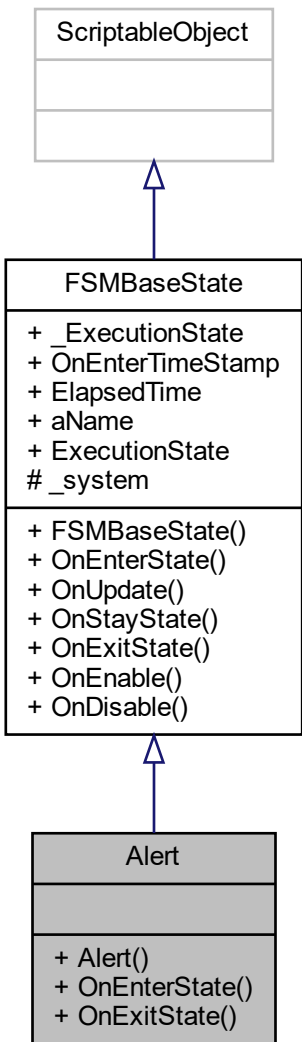 ScriptableObject
FSMBaseState
+ _ExecutionState
+ OnEnterTimeStamp
+ ElapsedTime
+ aName
+ ExecutionState
# _system
+ FSMBaseState()
+ OnEnterState()
+ OnUpdate()
+ OnStayState()
+ OnExitState()
+ OnEnable()
+ OnDisable()
Alert
+ Alert()
+ OnEnterState()
+ OnExitState()